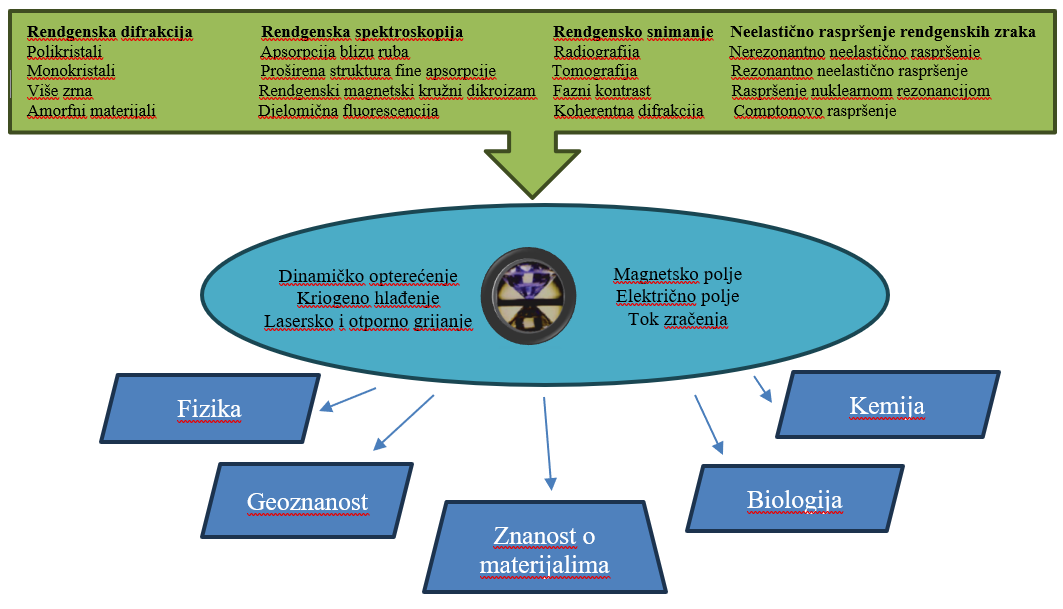 Rendgenska difrakcija
Polikristali
Monokristali
Više zrna
Amorfni materijali
Rendgenska spektroskopija
Apsorpcija blizu ruba
Proširena struktura fine apsorpcije
Rendgenski magnetski kružni dikroizam
Djelomična fluorescencija
Rendgensko snimanje
Radiografija
Tomografija
Fazni kontrast
Koherentna difrakcija
Neelastično raspršenje rendgenskih zraka
Nerezonantno neelastično raspršenje
Rezonantno neelastično raspršenje
Raspršenje nuklearnom rezonancijom
Comptonovo raspršenje
Dinamičko opterećenje
Kriogeno hlađenje
Lasersko i otporno grijanje
Magnetsko polje
Električno polje
Tok zračenja
Fizika
Geoznanost
Znanost o
materijalima
Biologija
Kemija